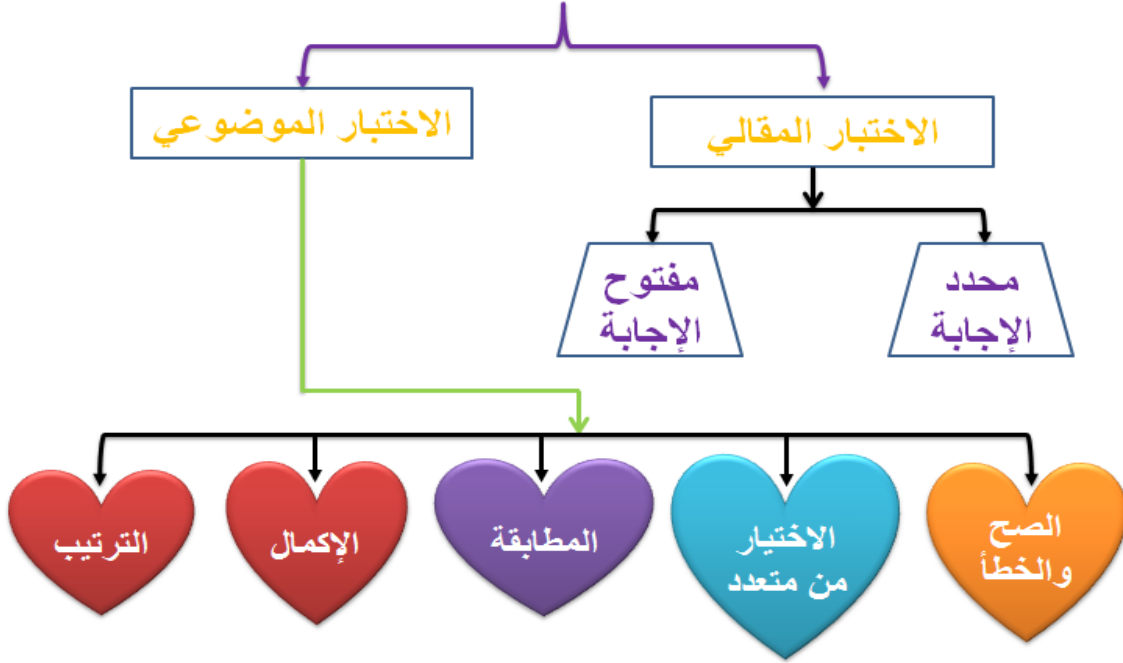 الاختبار المقالي
الاختبار الموضوعي
محدد
الإجابة
مفتوح
الإجابة
الصح
والخطأ
الاختيار
من متعدد
المطابقة
الإكمال
الترتيب